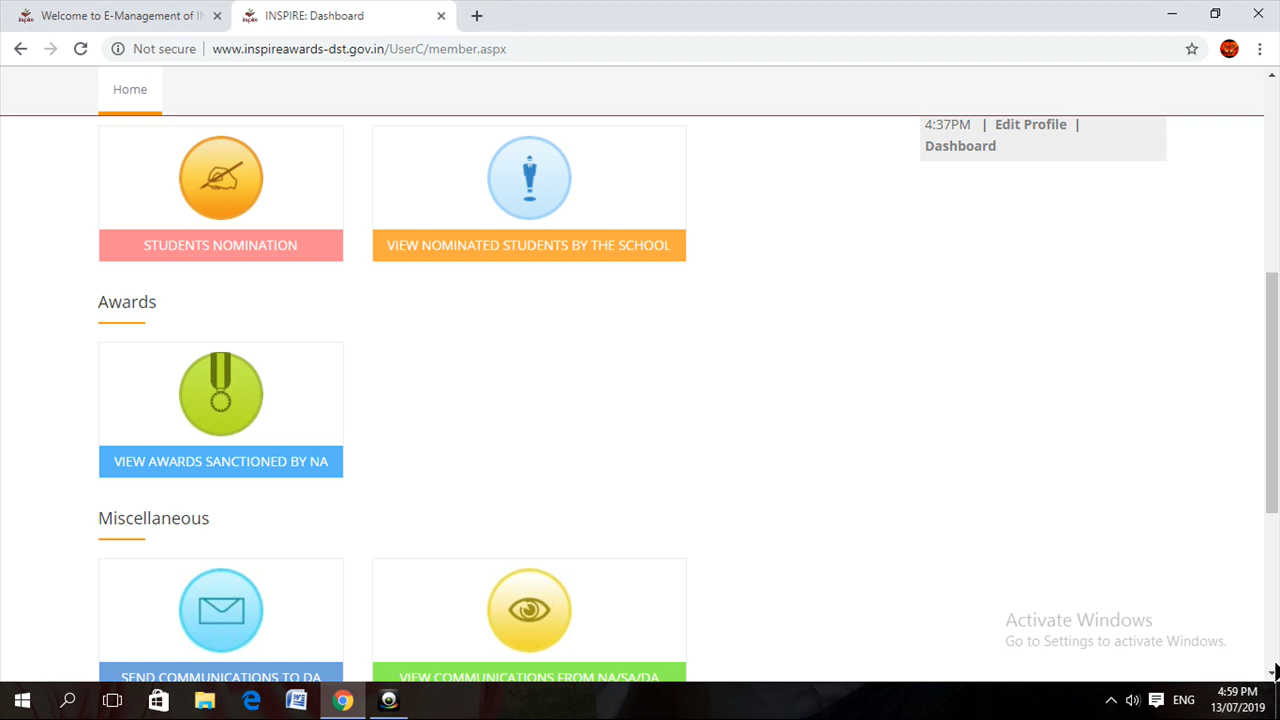 Welcome to E-Management of IN
INSPIRE: Dashboard
Not secure
www.inspireawards-dst.gov.in/UserC/member.aspx
Home
4:37PM | Edit Profile |
Dashboard
STUDENTS NOMINATION
VIEW NOMINATED STUDENTS BY THE SCHOOL
Awards
VIEW AWARDS SANCTIONED BY NA
Miscellaneous
SEND COMMUNICATIONS TO DA
VIEW COMMUNICATIONS FROM NA/SA/DA
Activate Windows
Go to Settings to activate Windows.
ENG
4:59 PM
13/07/2019